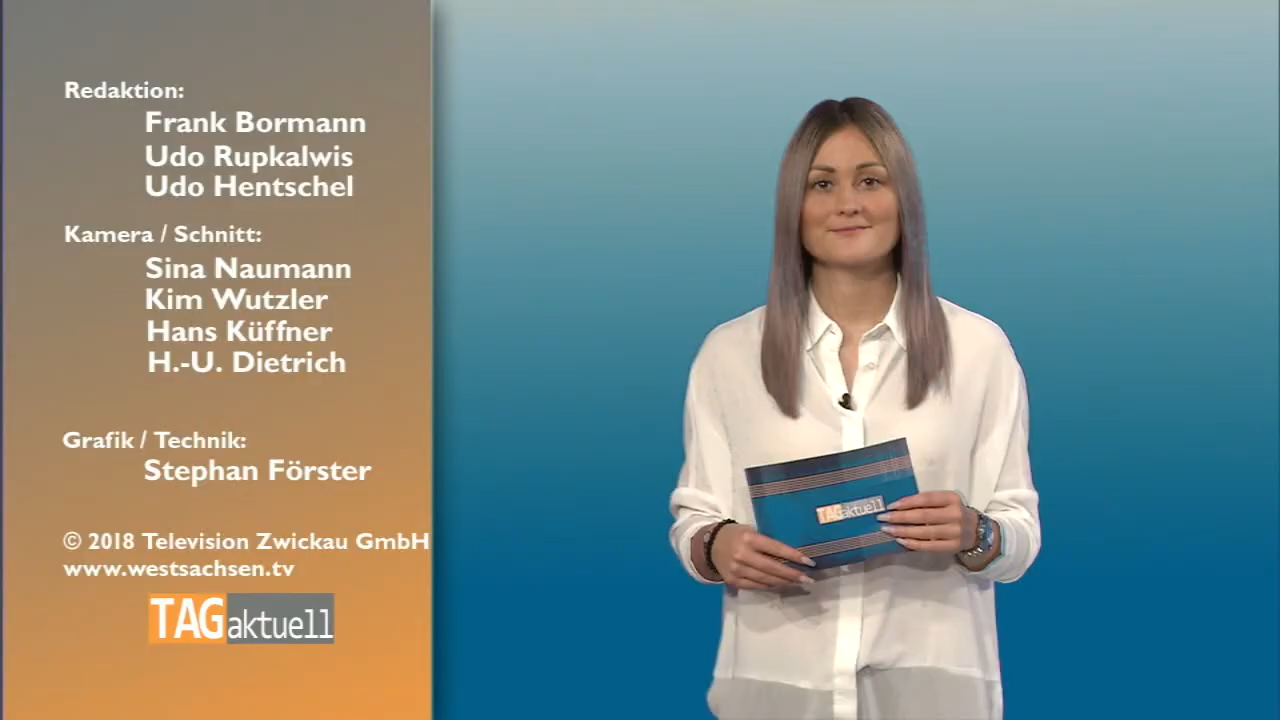 Redaktion:
Frank Bormann
Udo Rupkalwis
Udo Hentschel
Kamera / Schnitt:
Sina Naumann
Kim Wutzler
Hans Küffner
H.-U. Dietrich
Grafik / Technik:
Stephan Förster
© 2018 Television Zwickau GmbH
www.westsachsen.tv
TAGaktuell
TAGaktuell